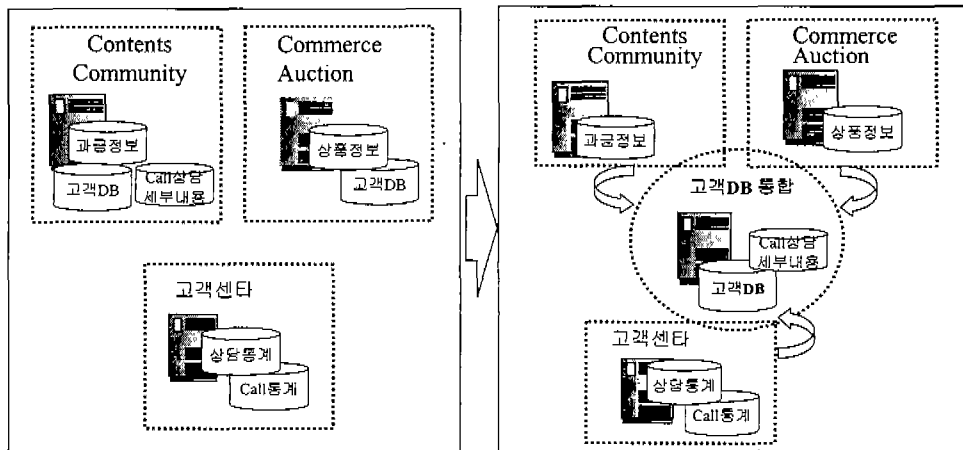 Contents
Community
과금정보
고객DB
Call상담
세부내용
Commerce
Auction
상품정보
고객DB
고객센타
상담통계
Call통계
Contents
Community
과금정보
Commerce
Auction
상품정보
고객DB 통합
Call상담
세부내용
고객DB
고객센타
상담통계
Call통계